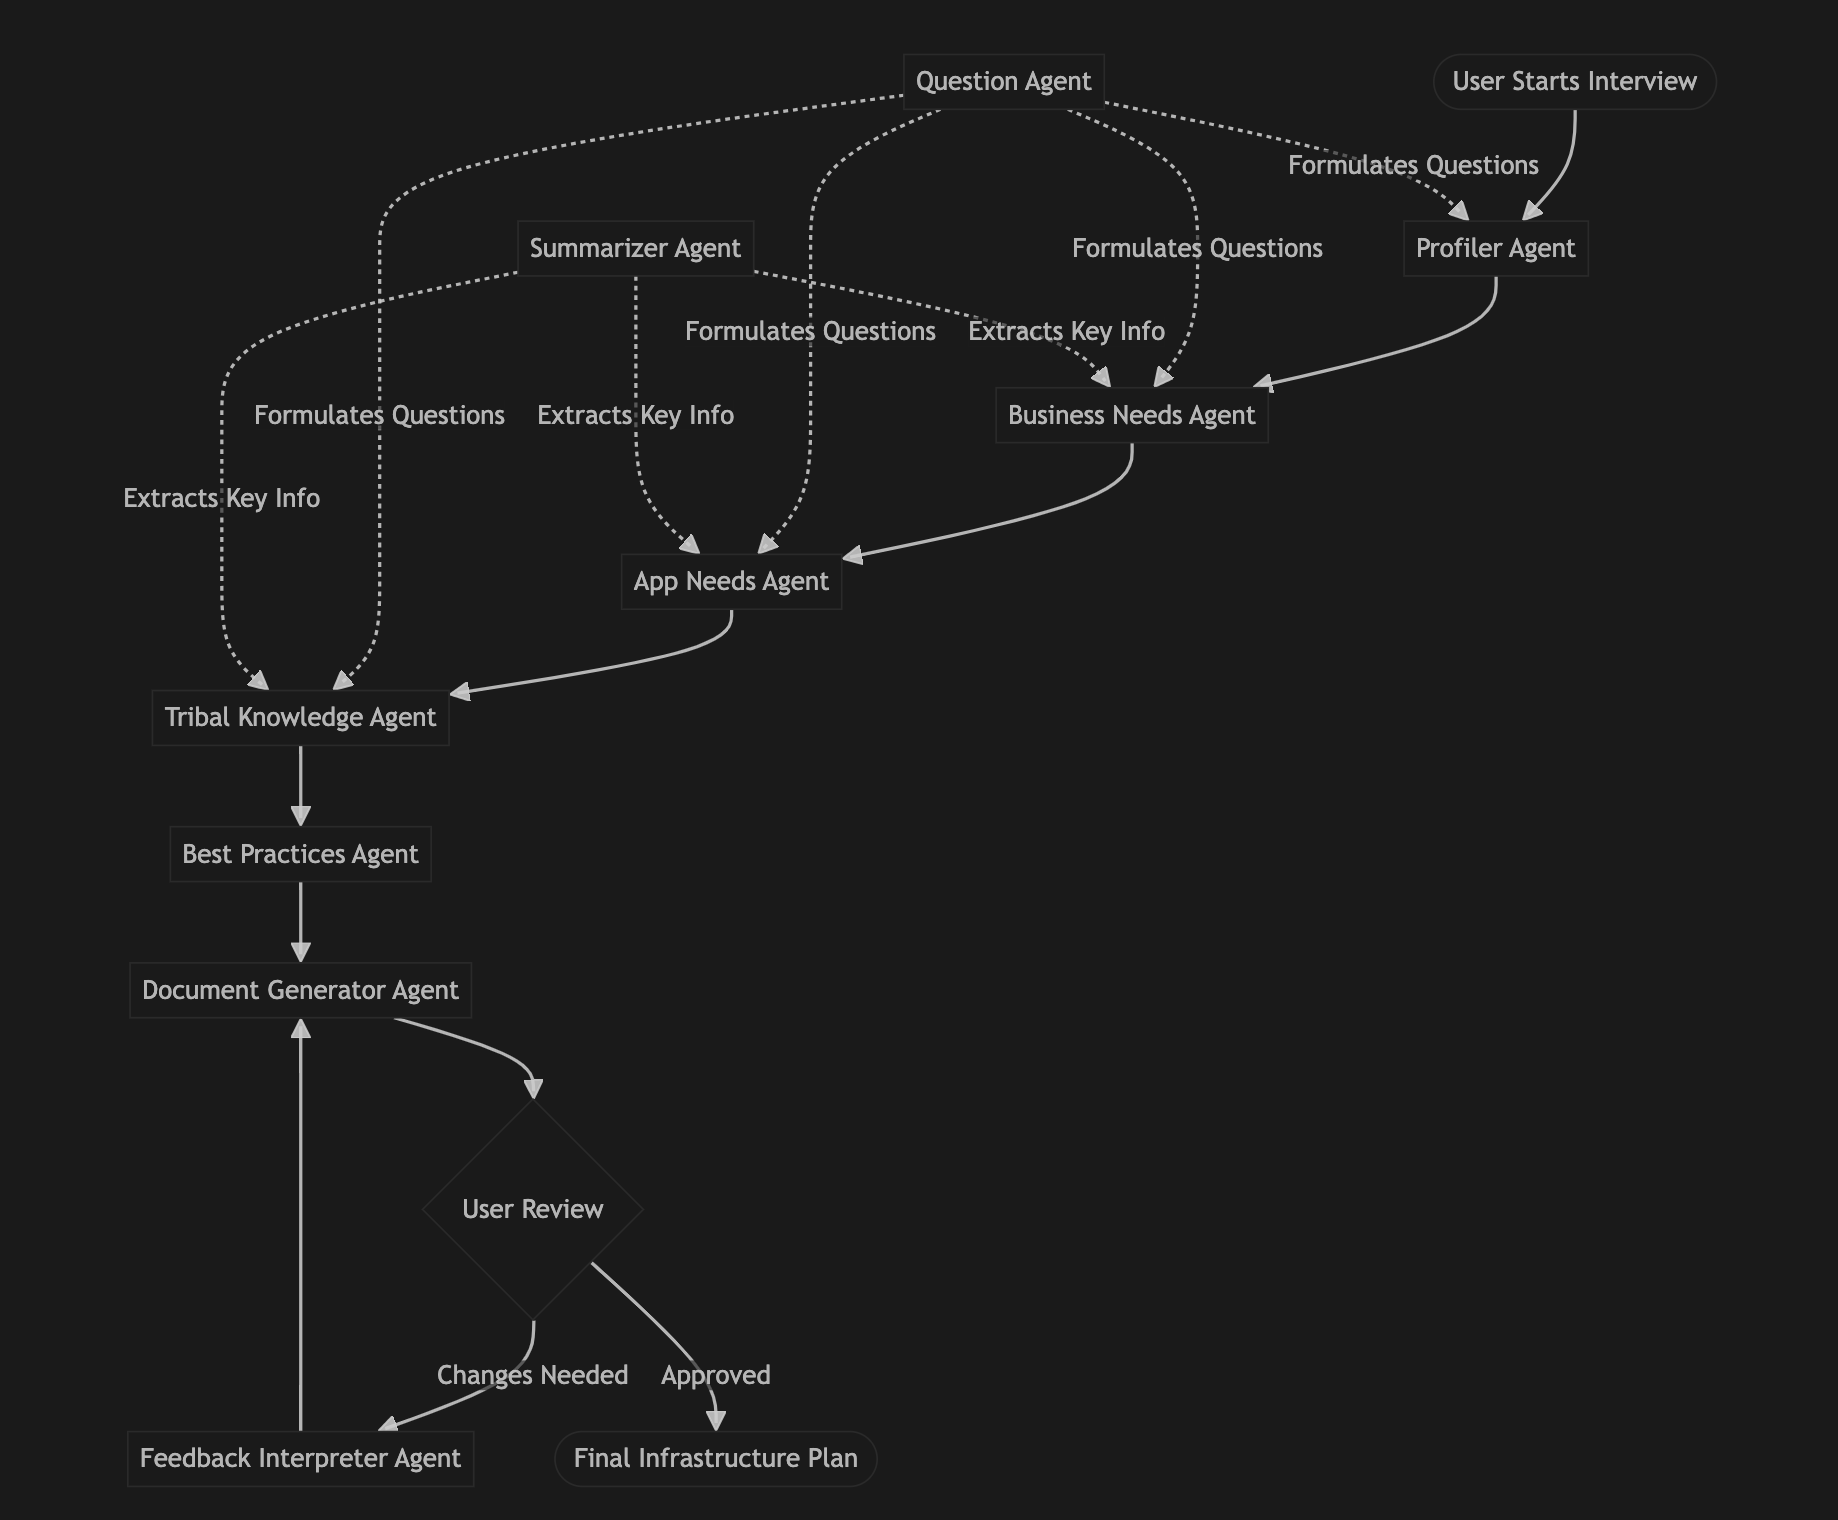 Question Agent
User Starts Interview
Formulates Questions
Summarizer Agent
Formulates Questions
Profiler Agent
Formulates Questions
Extracts Key Info
Formulates Questions
Extracts Key Info
Business Needs Agent
Extracts Key Info
App Needs Agent
Tribal Knowledge Agent
Best Practices Agent
Document Generator Agent
User Review
Changes Needed
Approved
Feedback Interpreter Agent
Final Infrastructure Plan